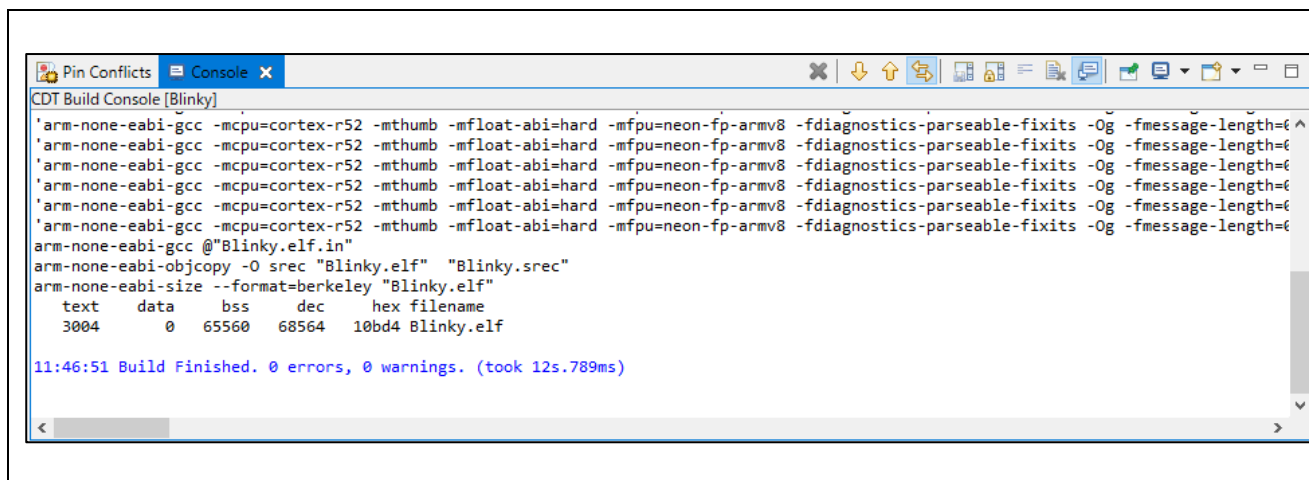 Pin Conflicts Console
CDT Build Console [Blinky]
'arm-none-eabi-gcc -mcpu=cortex-r52 -mthumb -mfloat-abi=hard -mfpu=neon-fp-armv8 -fdiagnostics-parseable-fixits -Og -fmessage-length=0
'arm-none-eabi-gcc -mcpu=cortex-r52 -mthumb -mfloat-abi=hard -mfpu=neon-fp-armv8 -fdiagnostics-parseable-fixits -Og -fmessage-length=0
'arm-none-eabi-gcc -mcpu=cortex-r52 -mthumb -mfloat-abi=hard -mfpu=neon-fp-armv8 -fdiagnostics-parseable-fixits -Og -fmessage-length=0
'arm-none-eabi-gcc -mcpu=cortex-r52 -mthumb -mfloat-abi=hard -mfpu=neon-fp-armv8 -fdiagnostics-parseable-fixits -Og -fmessage-length=0
'arm-none-eabi-gcc -mcpu=cortex-r52 -mthumb -mfloat-abi=hard -mfpu=neon-fp-armv8 -fdiagnostics-parseable-fixits -Og -fmessage-length=0
'arm-none-eabi-gcc -mcpu=cortex-r52 -mthumb -mfloat-abi=hard -mfpu=neon-fp-armv8 -fdiagnostics-parseable-fixits -Og -fmessage-length=0
arm-none-eabi-gcc @"Blinky.elf.in"
arm-none-eabi-objcopy -O srec "Blinky.elf"  "Blinky.srec"
arm-none-eabi-size --format=berkeley "Blinky.elf"
text data bss dec hex filename
3004 0 65560 68564 10bd4 Blinky.elf
11:46:51 Build Finished. 0 errors, 0 warnings. (took 12s.789ms)